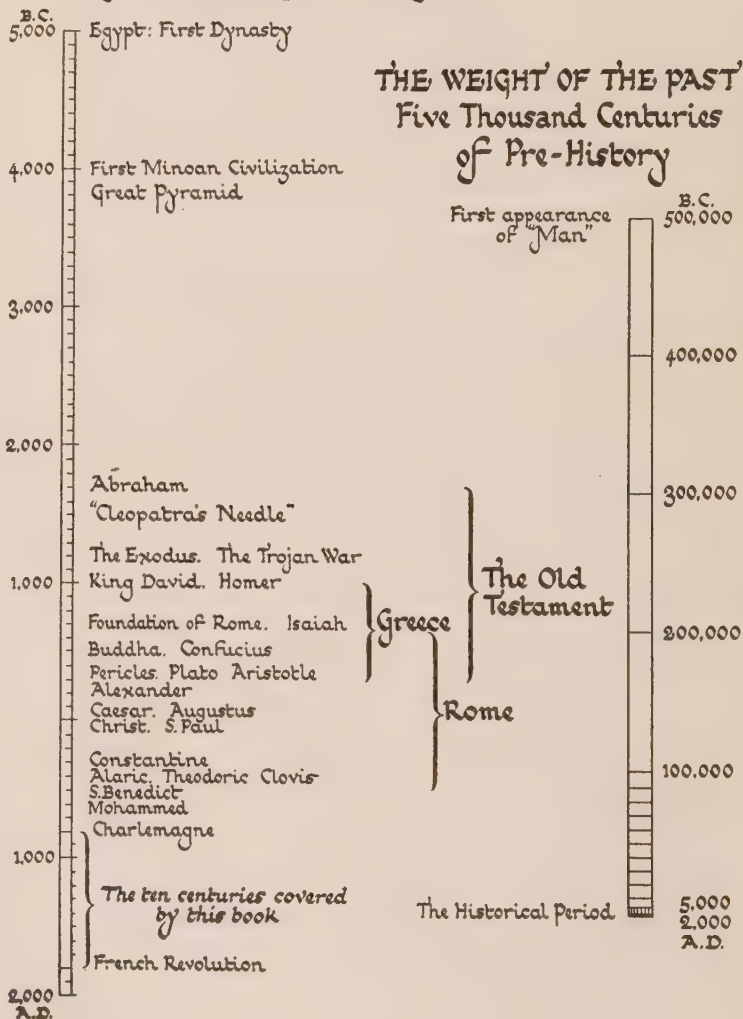 B.C.
5,000
Egypt: First Dynasty
THE WEIGHT OF THE PAST
Five Thousand Centuries
of Pre-History
4,000
First Minoan Civilization
Great Pyramid
3,000
2,000
Abraham
"Cleopatra's Needle"
The Exodus. The Trojan War
1,000
King David. Homer
Foundation of Rome. Isaiah
Buddha. Confucius
Pericles. Plato Aristotle
Alexander
Caesar. Augustus
Christ. S.Paul
Constantine
Alaric. Theodoric Clovis
S.Benedict
Mohammed
Charlemagne
1,000
The ten centuries covered
by this book
French Revolution
2,000
A.D.
Greece
Rome
The Old
Testament
B.C.
First appearance
of "Man"
500,000
400,000
300,000
200,000
100.000
The Historical Period
5,000
2,000
A.D.